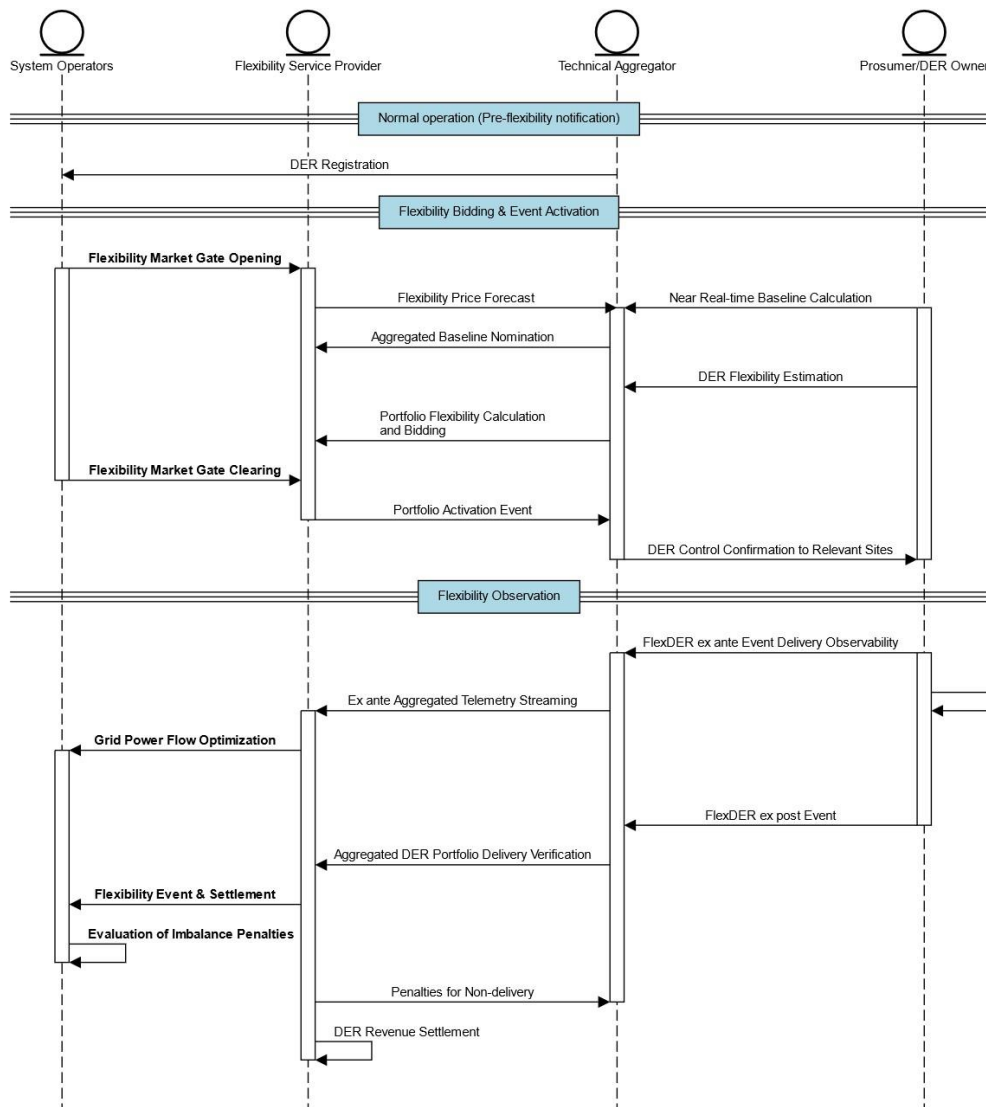 System Operators
Flexibility Service Provider
Technical Aggregator
Prosumer/DER Owner
Normal operation (Pre-flexibility notification)
DER Registration
Flexibility Bidding & Event Activation
Flexibility Market Gate Opening
Flexibility Price Forecast
Near Real-time Baseline Calculation
Aggregated Baseline Nomination
DER Flexibility Estimation
Portfolio Flexibility Calculation
and Bidding
Flexibility Market Gate Clearing
Portfolio Activation Event
DER Control Confirmation to Relevant Sites
Flexibility Observation
FlexDER ex ante Event Delivery Observability
Ex ante Aggregated Telemetry Streaming
Grid Power Flow Optimization
FlexDER ex post Event
Aggregated DER Portfolio Delivery Verification
Flexibility Event & Settlement
Evaluation of Imbalance Penalties
Penalties for Non-delivery
DER Revenue Settlement